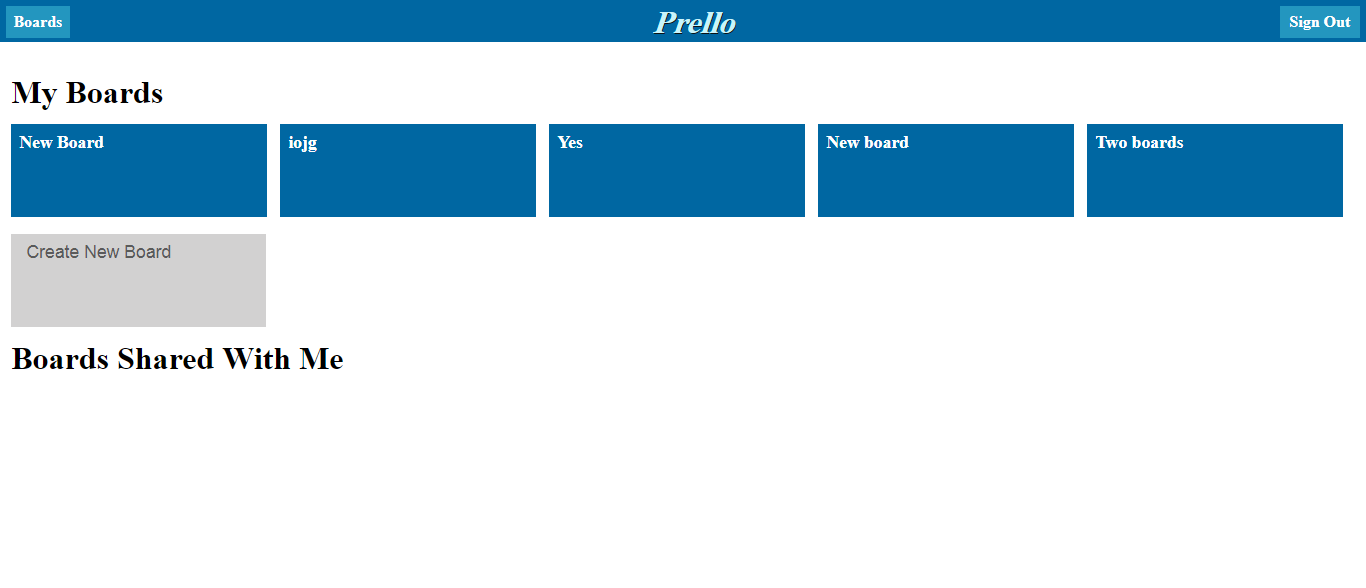 Boards Prello Sign Out
My Boards
New Board iojg Yes New board Two boards
Create New Board
Boards Shared With Me